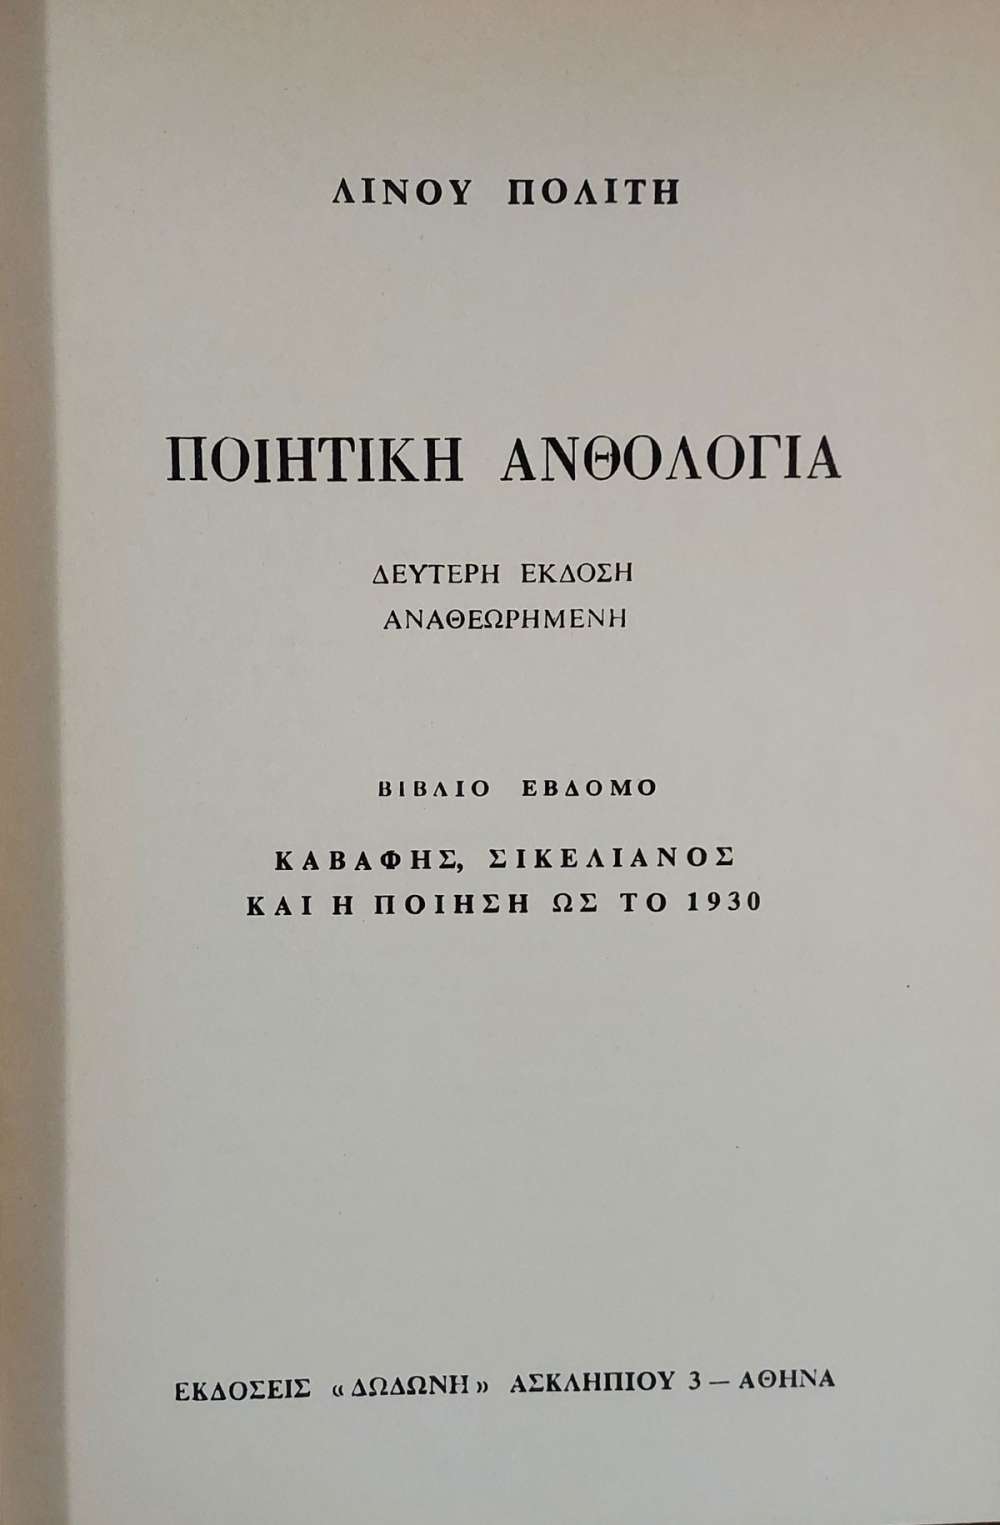 ΛΙΝΟΥ ΠΟΛΙΤΗ
ΠΟΙΗΤΙΚΗ ΑΝΘΟΛΟΓΙΑ
ΔΕΥΤΕΡΗ ΕΚΔΟΣΗ
ΑΝΑΘΕΩΡΗΜΕΝΗ
ΒΙΒΛΙΟ ΕΒΔΟΜΟ
ΚΑΒΑΦΗΣ, ΣΙΚΕΛΙΑΝΟΣ
ΚΑΙ Η ΠΟΙΗΣΗ ΩΣ ΤΟ 1930
ΕΚΔΟΣΕΙΣ «ΔΩΔΩΝΗ» ΑΣΚΛΗΠΙΟΥ 3 — ΑΘΗΝΑ